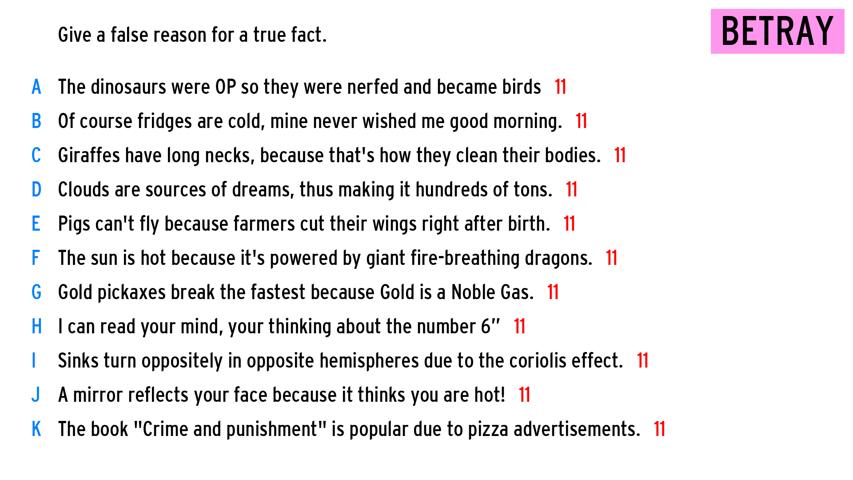 Give a false reason for a true fact.
BETRAY
A The dinosaurs were OP so they were nerfed and became birds 11
B Of course fridges are cold, mine never wished me good morning. 11
C Giraffes have long necks, because that's how they clean their bodies. 11
D Clouds are sources of dreams, thus making it hundreds of tons. 11
E Pigs can't fly because farmers cut their wings right after birth. 11
F The sun is hot because it's powered by giant fire-breathing dragons. 11
G Gold pickaxes break the fastest because Gold is a Noble Gas. 11
H I can read your mind, your thinking about the number 6’’ 11
I Sinks turn oppositely in opposite hemispheres due to the coriolis effect. 11
J A mirror reflects your face because it thinks you are hot! 11
K The book "Crime and punishment" is popular due to pizza advertisements. 11